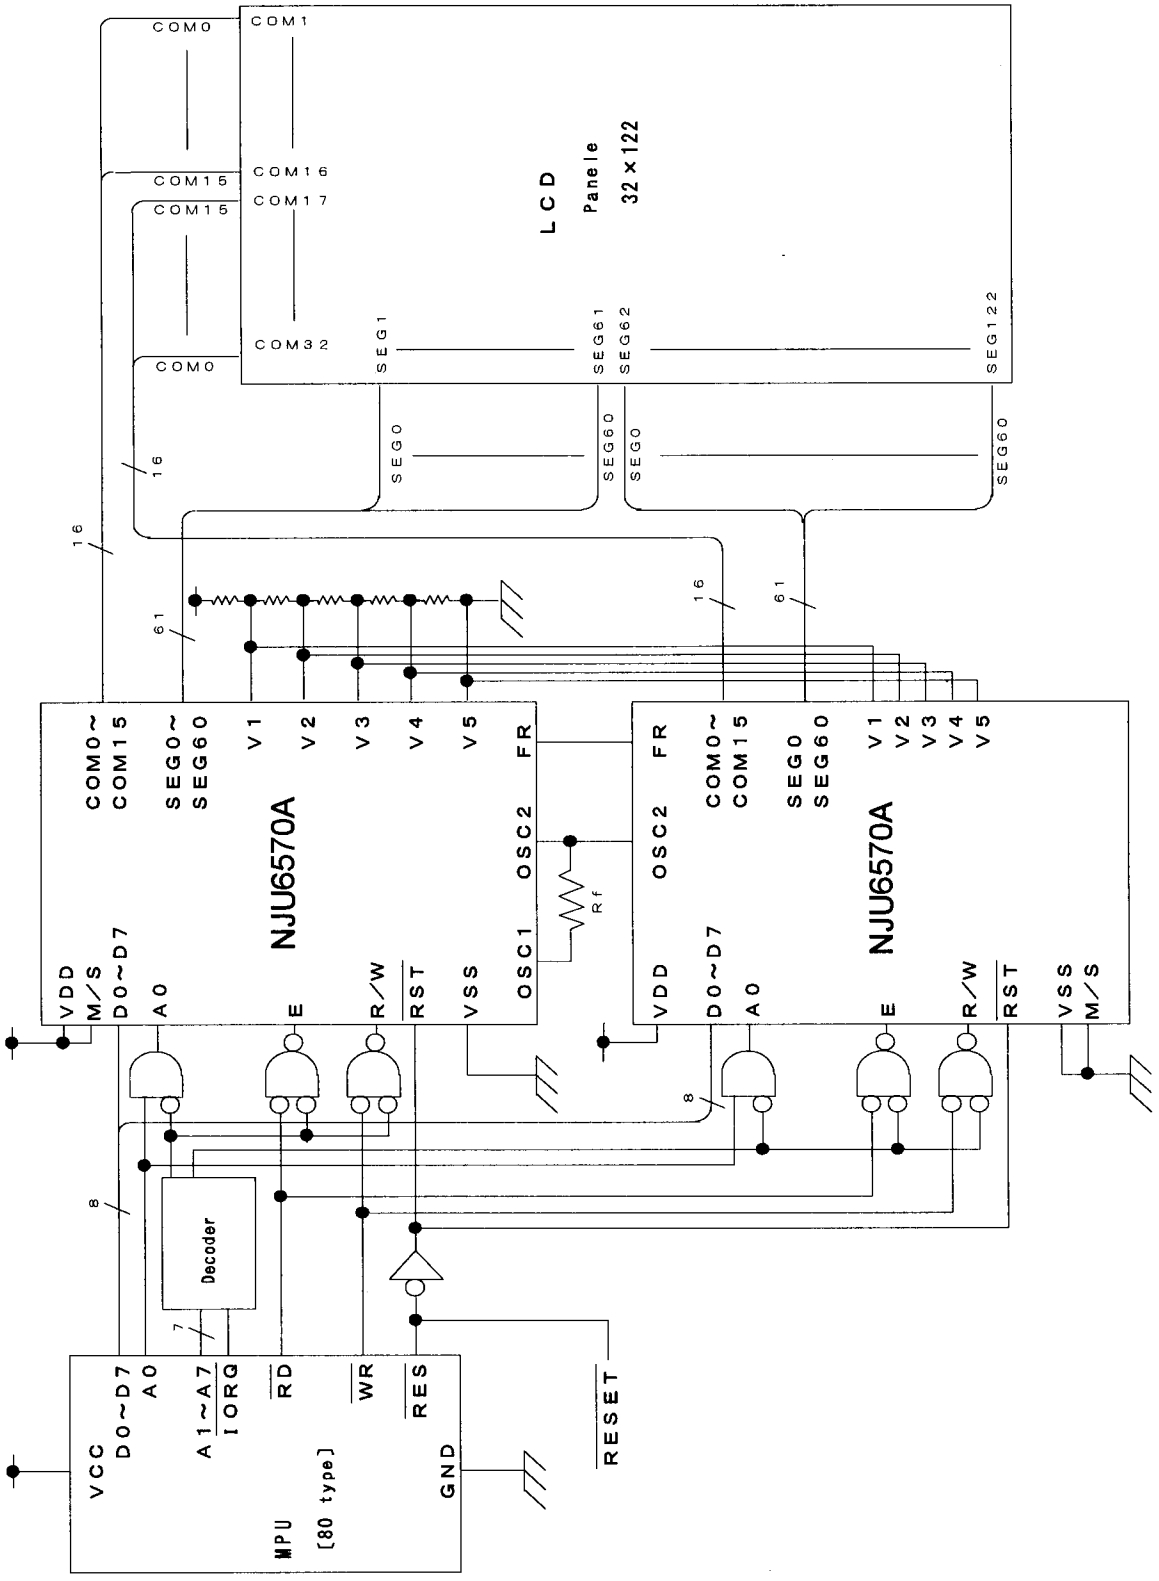 COM0
COM15
COM15
COM0
COM1
COM16
COM17
COM32
LCD
Panele
32×122
SEG1
SEG61
SEG62
SEG122
SEG0
SEG60
SEG0
SEG60
16
16
61
16
61
COM0~
COM15
SEG0~
SEG60
V1
V2
V3
V4
V5
FR
OSC2
OSC1
Rf
NJU6570A
VDD
M/S
D0~D7
A0
E
R/W
RST
VSS
FR
OSC2
COM0~
COM15
SEG0
SEG60
V1
V2
V3
V4
V5
NJU6570A
VDD
D0~D7
A0
E
R/W
RST
VSS
M/S
8
8
Decoder
7
VCC
D0~D7
A0
A1~A7
IORQ
RD
WR
RES
GND
MPU
[80 type]
RESET